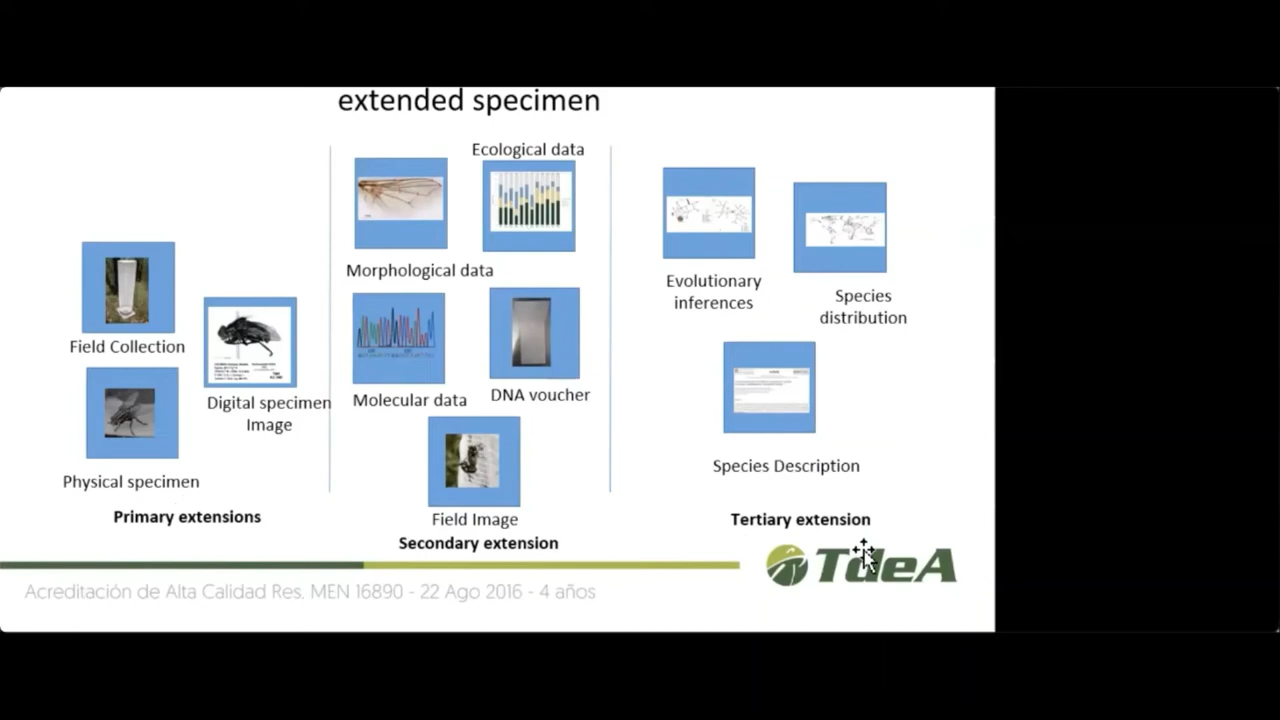 extended specimen
Field Collection
Physical specimen
Digital specimen
Image
Primary extensions
Ecological data
Morphological data
Molecular data
DNA voucher
Field Image
Secondary extension
Evolutionary
inferences
Species
distribution
Species Description
Tertiary extension
TdeA
Acreditación de Alta Calidad Res. MEN 16890 - 22 Ago 2016 - 4 años